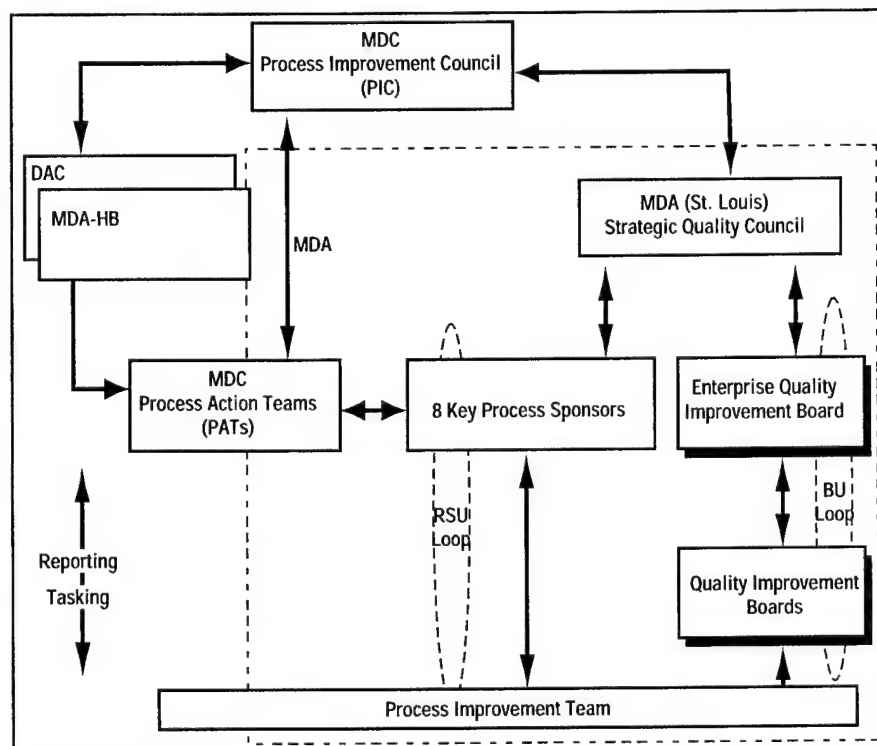 MDC
Process Improvement Council
(PIC)
DAC
MDA-HB
MDA
MDA (St. Louis)
Strategic Quality Council
MDC
Process Action Teams
(PATs)
8 Key Process Sponsors
Enterprise Quality
Improvement Board
RSU
Loop
BU
Loop
Reporting
Tasking
Quality Improvement
Boards
Process Improvement Team